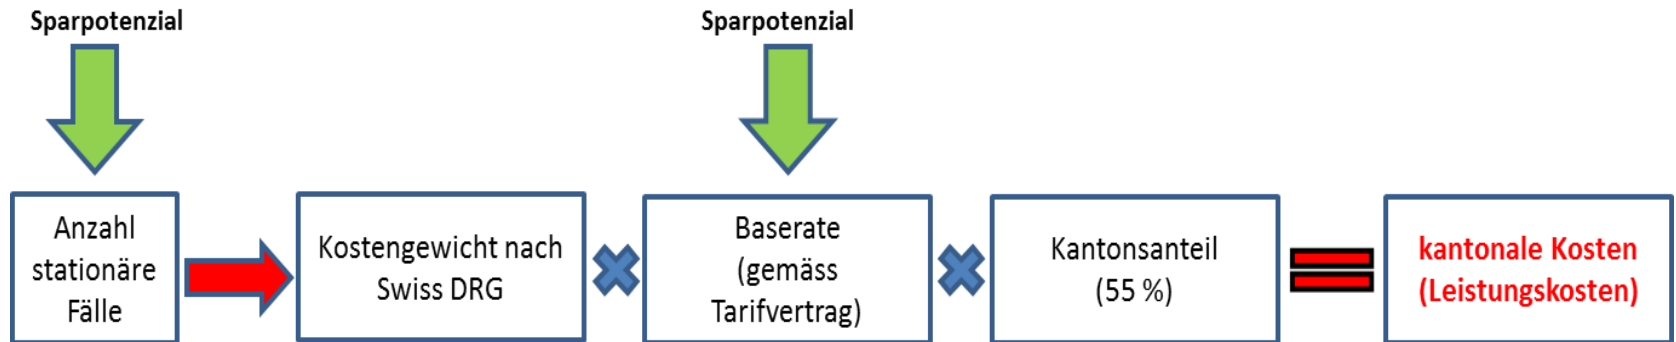 Sparpotenzial
Sparpotenzial
Anzahl
stationäre
Fälle
Kostengewicht nach
Swiss DRG
Baserate
(gemäss
Tarifvertrag)
Kantonsanteil
(55 %)
kantonale Kosten
(Leistungskosten)